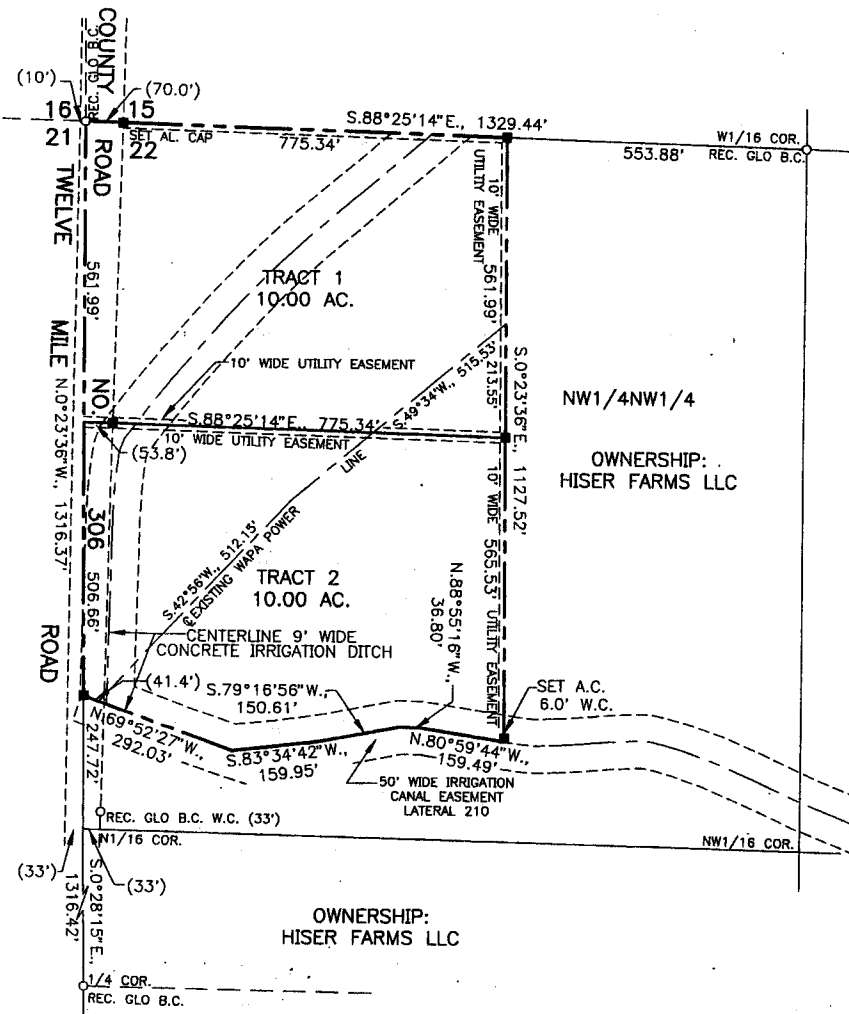 COUNTY
REC. GLO B.C.
(10')
(70.0')
16
15
S.88°25'14"E., 1329.44'
21
22
SET AL. CAP
775.34'
W1/16 COR.
553.88'
REC. GLO B.C.
ROAD
TWELVE
10' WIDE
UTILITY EASEMENT
561.99'
561.99'
TRACT 1
10.00 AC.
MILE
N.0°23'36"W., 1316.37'
NO.
10' WIDE UTILITY EASEMENT
S.49°34'W., 515.53'
213.55'
S.0°23'36"E., 1127.52'
NW1/4NW1/4
S.88°25'14"E., 775.34'
10' WIDE UTILITY EASEMENT
(53.8')
LINE
OWNERSHIP:
HISER FARMS LLC
306
506.66'
S.42°56'W., 512.15'
℄EXISTING WAPA POWER
10' WIDE
565.53'
UTILITY EASEMENT
TRACT 2
10.00 AC.
N.88°55'16"W.,
36.80'
ROAD
CENTERLINE 9' WIDE
CONCRETE IRRIGATION DITCH
(41.4')
S.79°16'56"W.,
150.61'
SET A.C.
6.0' W.C.
N.69°52'27"W.,
292.03'
247.72'
S.83°34'42"W.,
159.95'
N.80°59'44"W.,
159.49'
50' WIDE IRRIGATION
CANAL EASEMENT
LATERAL 210
REC. GLO B.C. W.C. (33')
N1/16 COR.
NW1/16 COR.
(33')
(33')
S.0°28'15"E.,
1316.42'
OWNERSHIP:
HISER FARMS LLC
1/4 COR.
REC. GLO B.C.